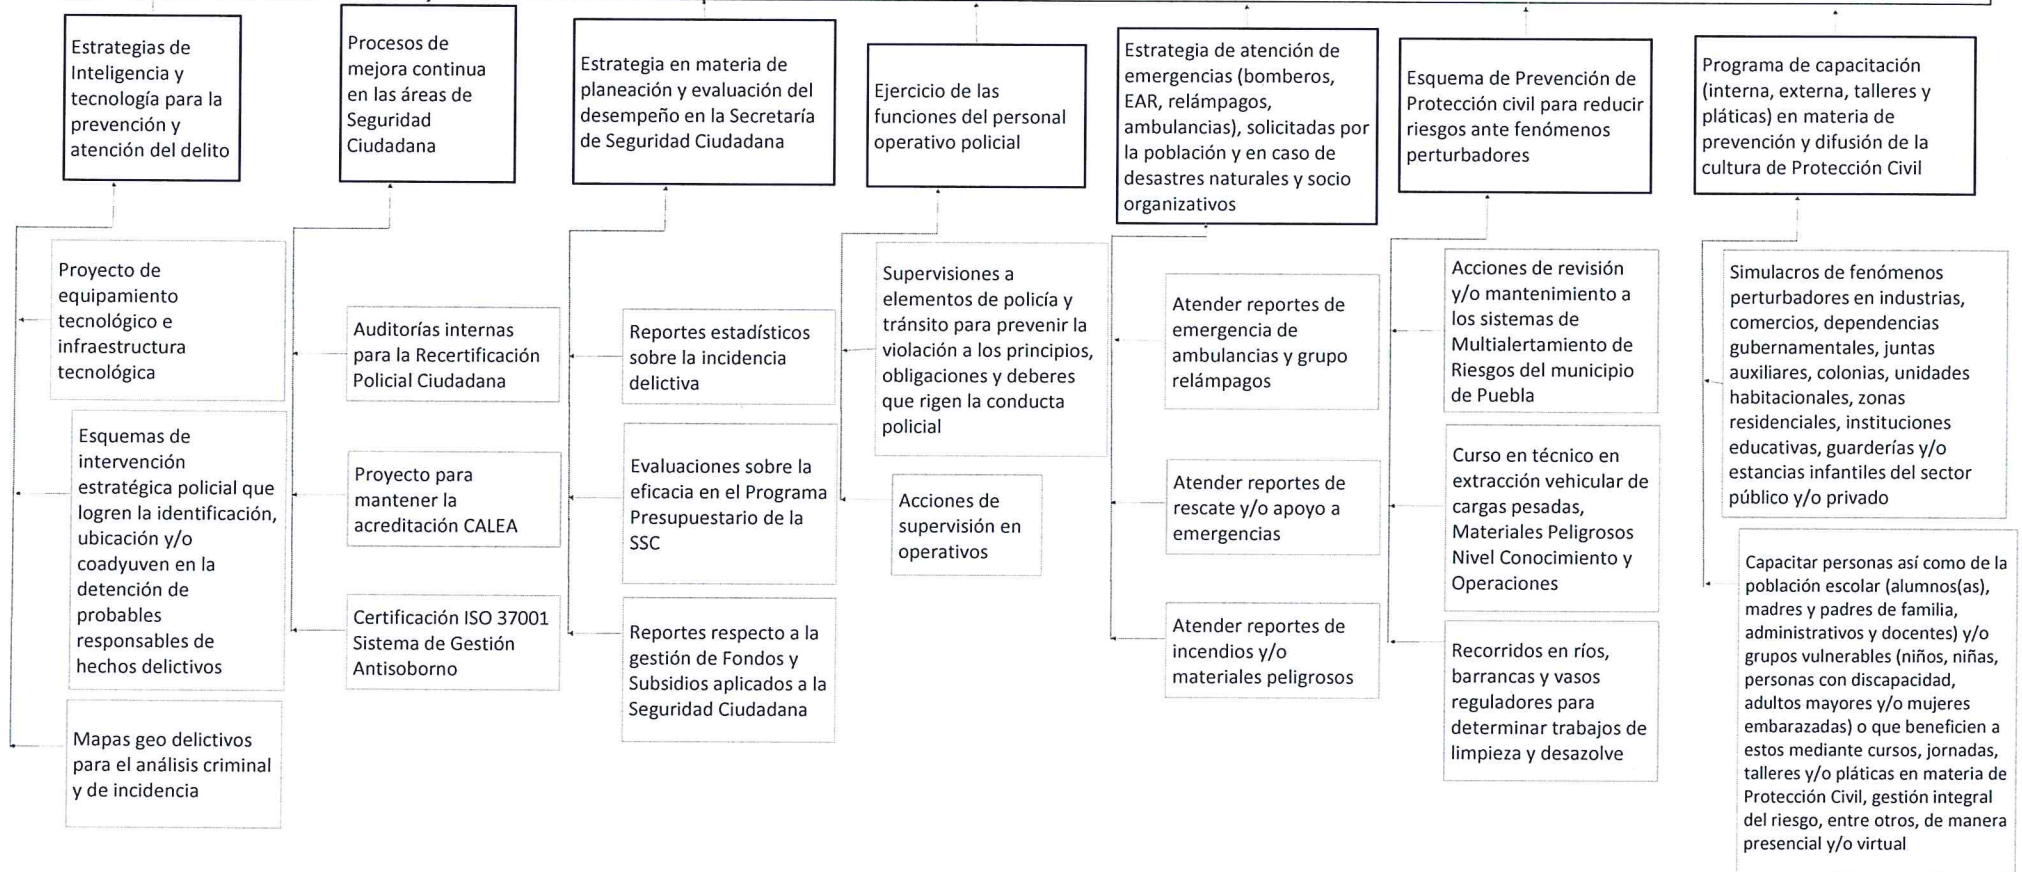 Estrategias de
Inteligencia y
tecnología para la
prevención y
atención del delito
Procesos de
mejora continua
en las áreas de
Seguridad
Ciudadana
Estrategia en materia de
planeación y evaluación del
desempeño en la Secretaría
de Seguridad Ciudadana
Ejercicio de las
funciones del personal
operativo policial
Estrategia de atención de
emergencias (bomberos,
EAR, relámpagos,
ambulancias), solicitadas por
la población y en caso de
desastres naturales y socio
organizativos
Esquema de Prevención de
Protección civil para reducir
riesgos ante fenómenos
perturbadores
Programa de capacitación
(interna, externa, talleres y
pláticas) en materia de
prevención y difusión de la
cultura de Protección Civil
Proyecto de
equipamiento
tecnológico e
infraestructura
tecnológica
Esquemas de
intervención
estratégica policial que
logren la identificación,
ubicación y/o
coadyuven en la
detención de
probables
responsables de
hechos delictivos
Mapas geo delictivos
para el análisis criminal
y de incidencia
Auditorías internas
para la Recertificación
Policial Ciudadana
Proyecto para
mantener la
acreditación CALEA
Certificación ISO 37001
Sistema de Gestión
Antisoborno
Reportes estadísticos
sobre la incidencia
delictiva
Evaluaciones sobre la
eficacia en el Programa
Presupuestario de la
SSC
Reportes respecto a la
gestión de Fondos y
Subsidios aplicados a la
Seguridad Ciudadana
Supervisiones a
elementos de policía y
tránsito para prevenir la
violación a los principios,
obligaciones y deberes
que rigen la conducta
policial
Acciones de
supervisión en
operativos
Atender reportes de
emergencia de
ambulancias y grupo
relámpagos
Atender reportes de
rescate y/o apoyo a
emergencias
Atender reportes de
incendios y/o
materiales peligrosos
Acciones de revisión
y/o mantenimiento a
los sistemas de
Multialertamiento de
Riesgos del municipio
de Puebla
Curso en técnico en
extracción vehicular de
cargas pesadas,
Materiales Peligrosos
Nivel Conocimiento y
Operaciones
Recorridos en ríos,
barrancas y vasos
reguladores para
determinar trabajos de
limpieza y desazolve
Simulacros de fenómenos
perturbadores en industrias,
comercios, dependencias
gubernamentales, juntas
auxiliares, colonias, unidades
habitacionales, zonas
residenciales, instituciones
educativas, guarderías y/o
estancias infantiles del sector
público y/o privado
Capacitar personas así como de la
población escolar (alumnos(as),
madres y padres de familia,
administrativos y docentes) y/o
grupos vulnerables (niños, niñas,
personas con discapacidad,
adultos mayores y/o mujeres
embarazadas) o que beneficien a
estos mediante cursos, jornadas,
talleres y/o pláticas en materia de
Protección Civil, gestión integral
del riesgo, entre otros, de manera
presencial y/o virtual